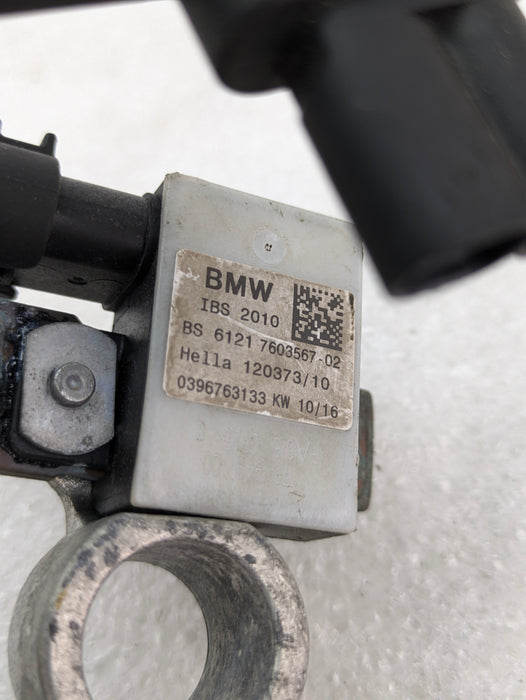 BMW
IBS 2010
BS 6121 7603567-02
Hella 120373/10
0396763133 KW 10/16